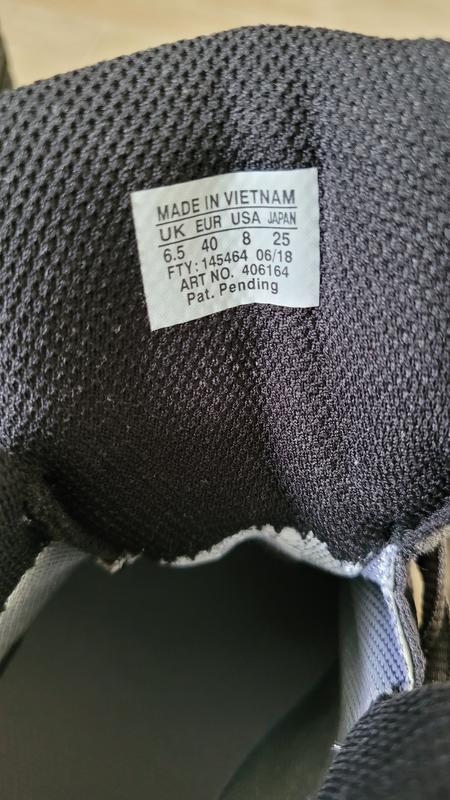 MADE IN VIETNAM
UK EUR USA JAPAN
6.5 40 8 25
FTY: 145464 06/18
ART NO. 406164
Pat. Pending